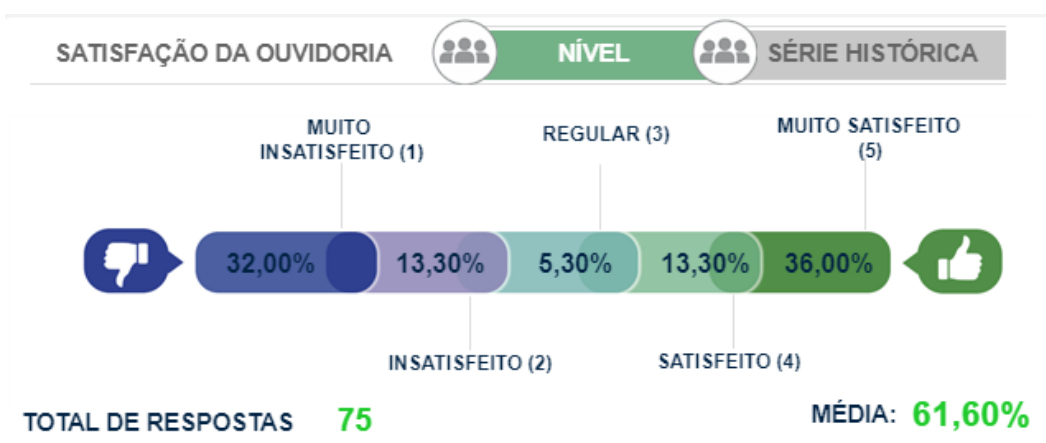 SATISFAÇÃO DA OUVIDORIA
NÍVEL
SÉRIE HISTÓRICA
MUITO
INSATISFEITO (1)
REGULAR (3)
MUITO SATISFEITO
(5)
32,00%
13,30%
5,30%
13,30%
36,00%
INSATISFEITO (2)
SATISFEITO (4)
TOTAL DE RESPOSTAS 75
MÉDIA: 61,60%